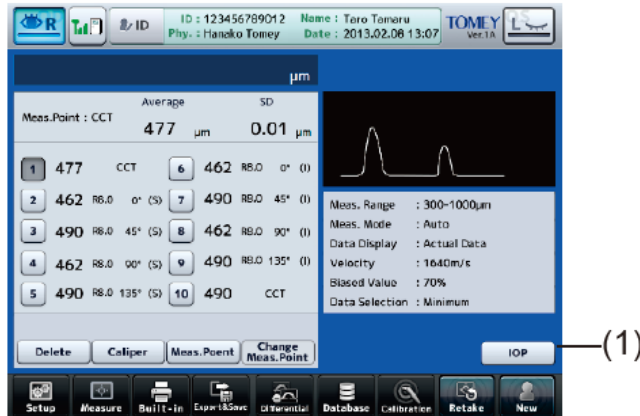 R ID ID : 123456789012 Name : Taro Tamaru TOMEY L
Phy. : Hanako Tomey Date : 2013.02.08 13:07 Ver.1A
µm
Average SD
Meas.Point : CCT 477 µm 0.01 µm
1 477 CCT 6 462 R8.0 0° (I)
2 462 R8.0 0° (S) 7 490 R8.0 45° (I)
3 490 R8.0 45° (S) 8 462 R8.0 90° (I)
4 462 R8.0 90° (S) 9 490 R8.0 135° (I)
5 490 R8.0 135° (S) 10 490 CCT
Meas. Range : 300-1000µm
Meas. Mode : Auto
Data Display : Actual Data
Velocity : 1640m/s
Biased Value : 70%
Data Selection : Minimum
Delete Caliper Meas.Poent Change Meas.Point IOP (1)
Setup Measure Built-in Export&Save Differential Database Calibration Retake New